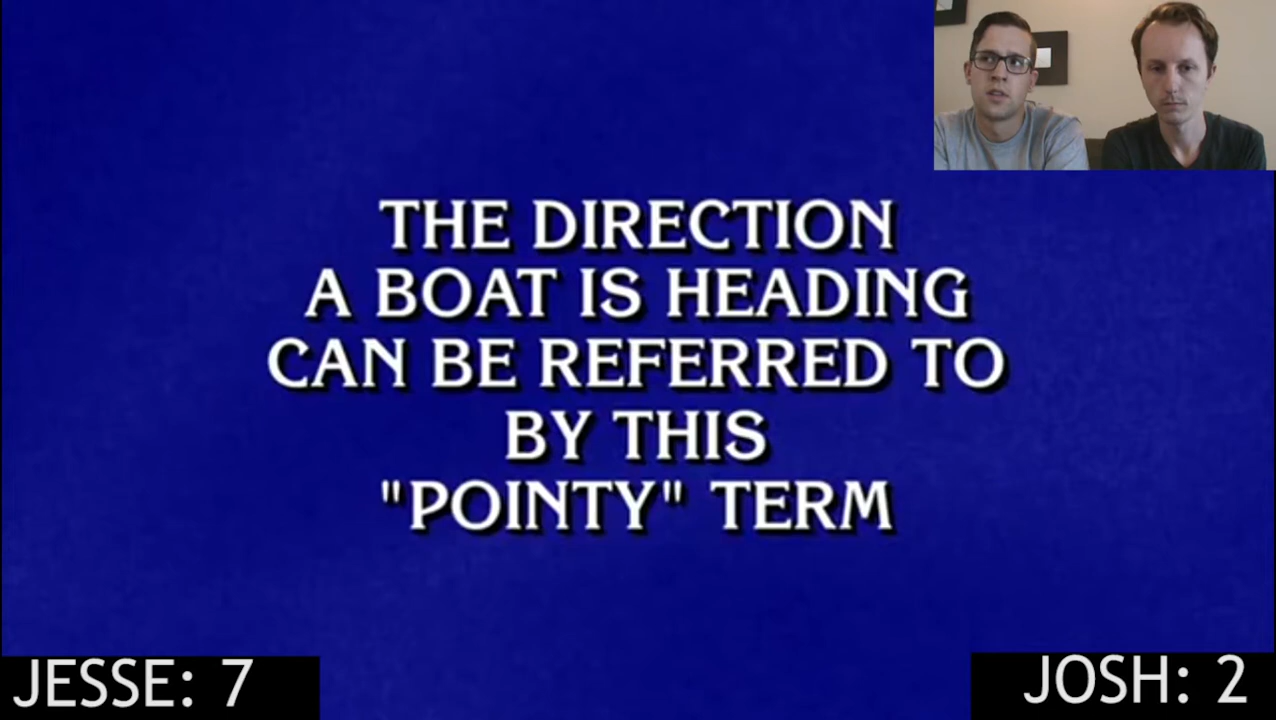 THE DIRECTION
A BOAT IS HEADING
CAN BE REFERRED TO
BY THIS
"POINTY" TERM
JESSE: 7
JOSH: 2